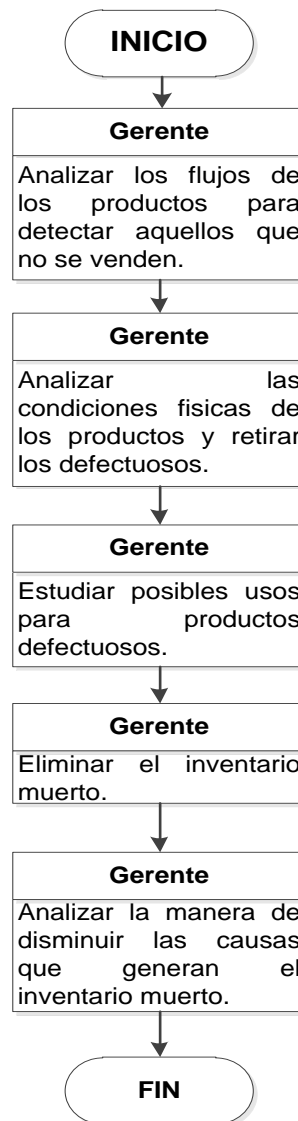 INICIO
Gerente
Analizar los flujos de
los productos para
detectar aquellos que
no se venden.
Gerente
Analizar las
condiciones fisicas de
los productos y retirar
los defectuosos.
Gerente
Estudiar posibles usos
para productos
defectuosos.
Gerente
Eliminar el inventario
muerto.
Gerente
Analizar la manera de
disminuir las causas
que generan el
inventario muerto.
FIN